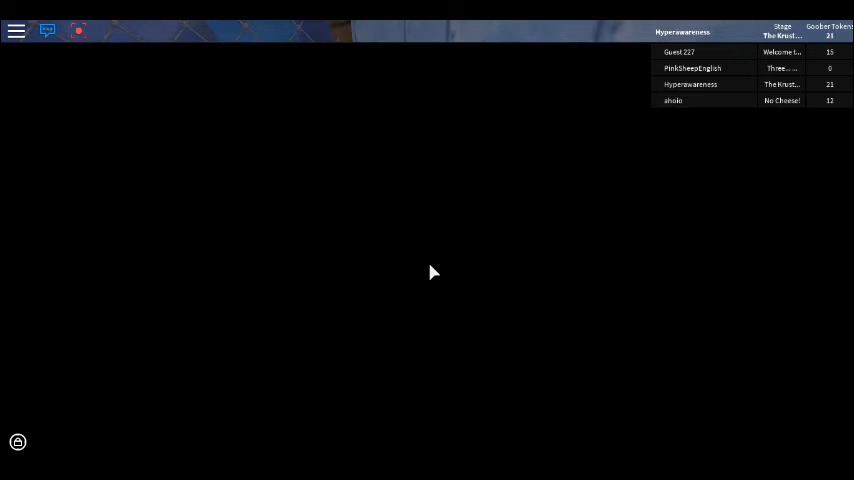 Stage Goober Tokens
Hyperawareness The Krust... 21
Guest 227 Welcome t... 15
PinkSheepEnglish Three... ... 0
Hyperawareness The Krust... 21
ahoio No Cheese! 12